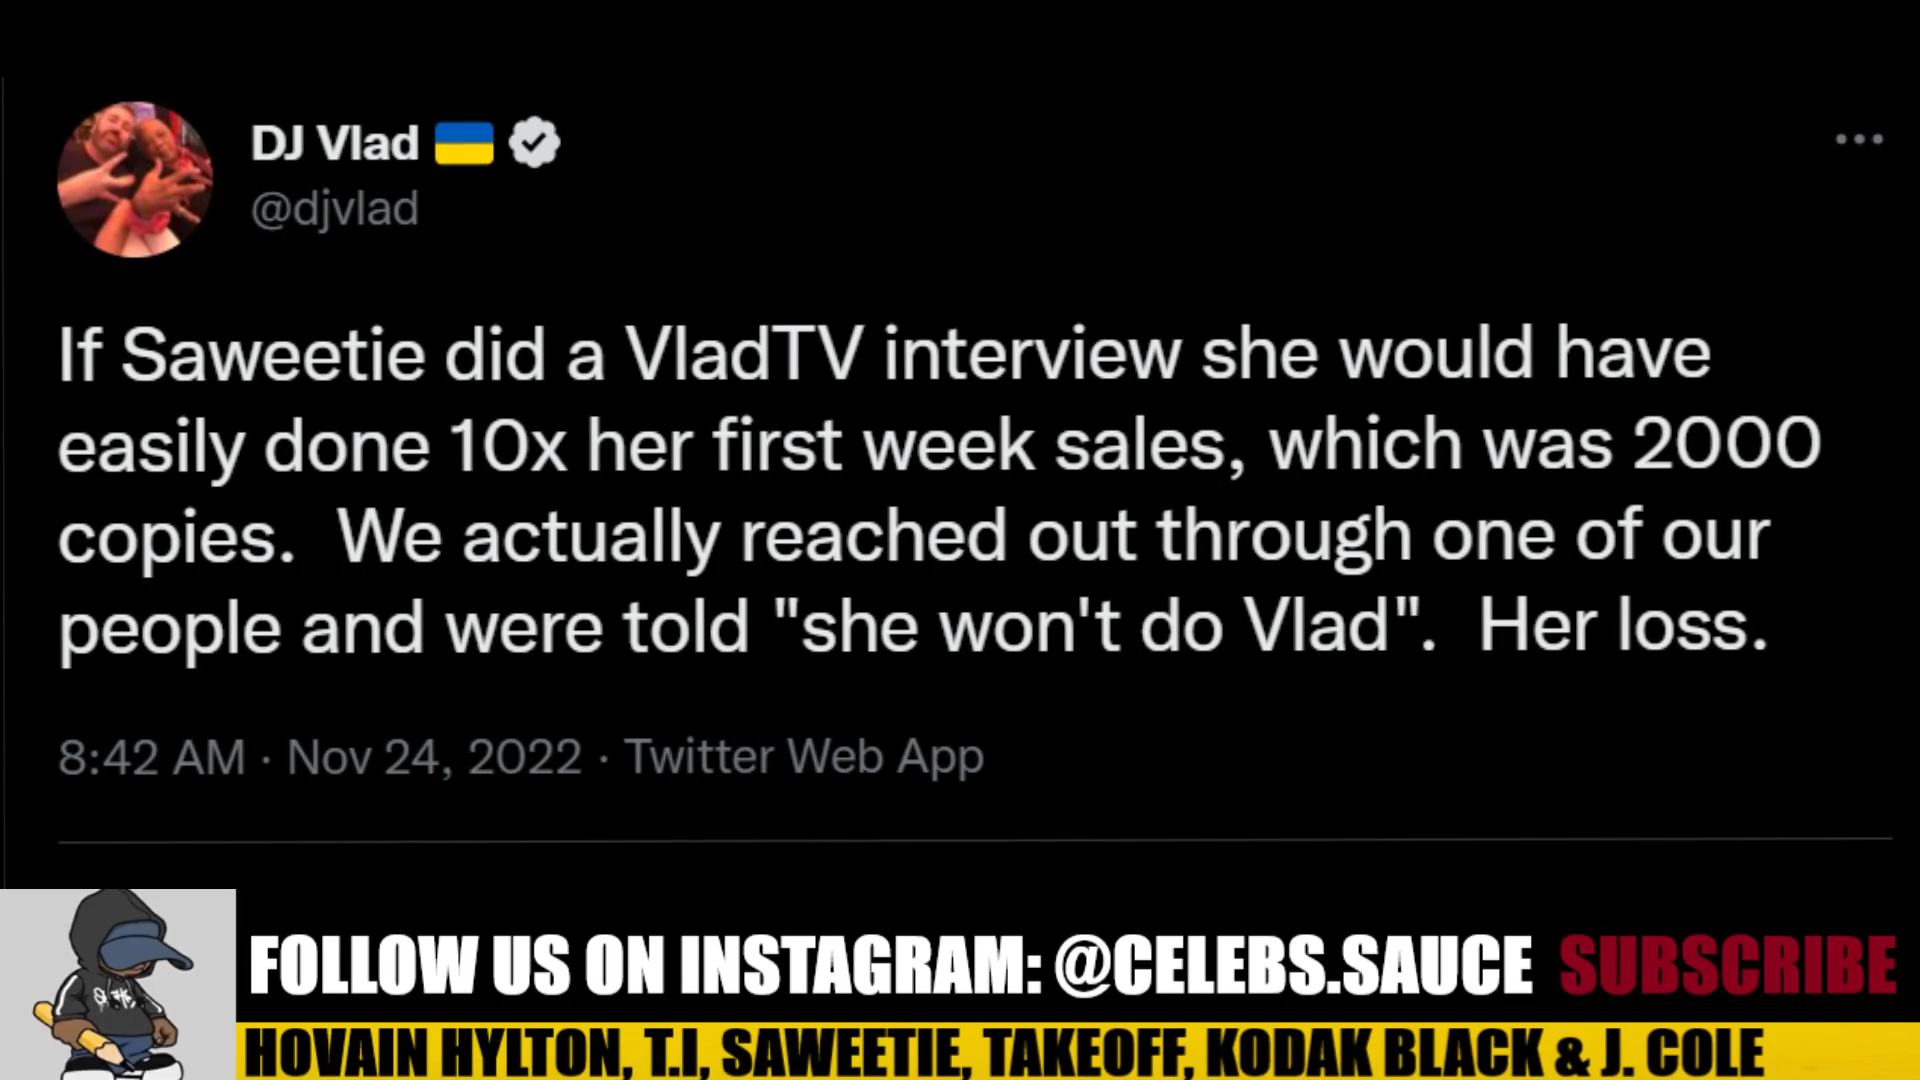 DJ Vlad
@djvlad
If Saweetie did a VladTV interview she would have
easily done 10x her first week sales, which was 2000
copies.  We actually reached out through one of our
people and were told "she won't do Vlad".  Her loss.
8:42 AM · Nov 24, 2022 · Twitter Web App
FOLLOW US ON INSTAGRAM: @CELEBS.SAUCE SUBSCRIBE
HOVAIN HYLTON, T.I, SAWEETIE, TAKEOFF, KODAK BLACK & J. COLE